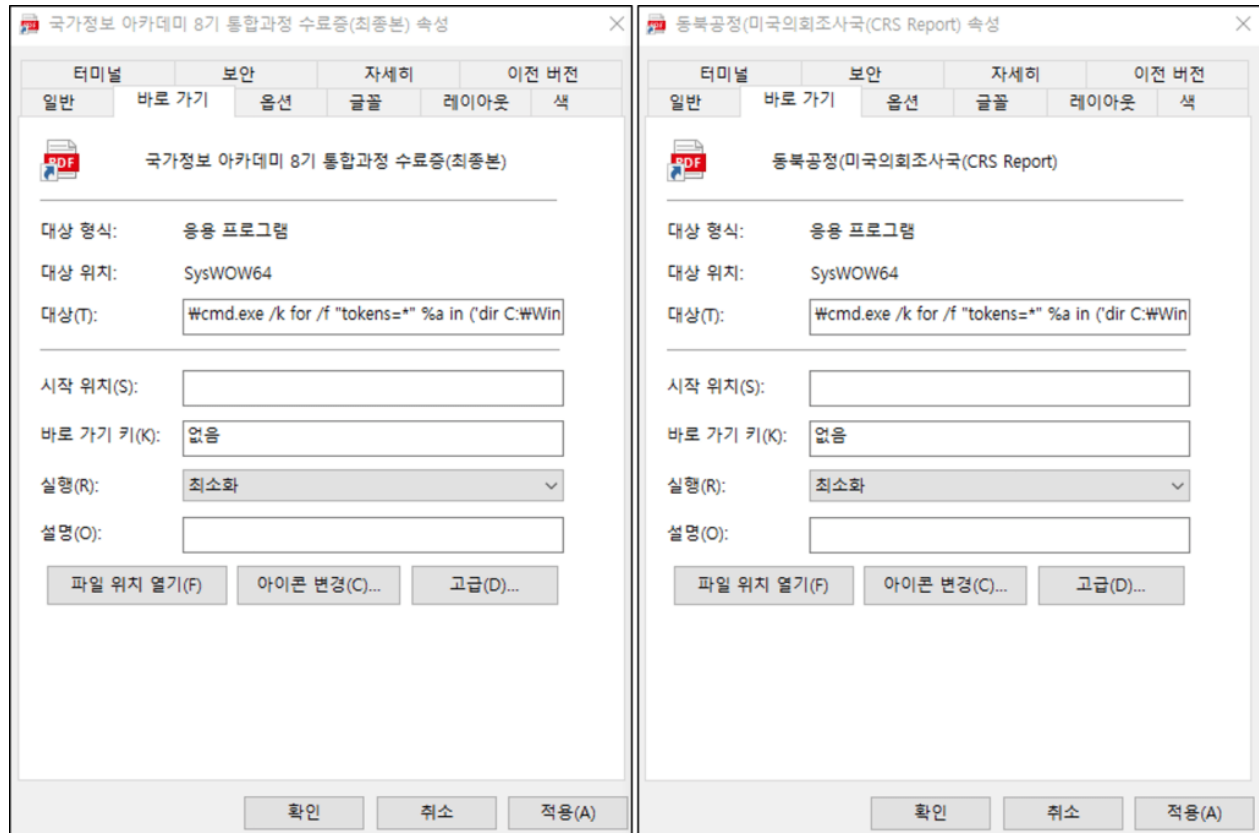 국가정보 아카데미 8기 통합과정 수료증(최종본) 속성
터미널 보안 자세히 이전 버전
일반 바로 가기 옵션 글꼴 레이아웃 색
PDF
국가정보 아카데미 8기 통합과정 수료증(최종본)
대상 형식: 응용 프로그램
대상 위치: SysWOW64
대상(T): ₩cmd.exe /k for /f "tokens=*" %a in ('dir C:₩Win
시작 위치(S):
바로 가기 키(K): 없음
실행(R): 최소화
설명(O):
파일 위치 열기(F) 아이콘 변경(C)... 고급(D)...
확인 취소 적용(A)
동북공정(미국의회조사국(CRS Report) 속성
터미널 보안 자세히 이전 버전
일반 바로 가기 옵션 글꼴 레이아웃 색
PDF
동북공정(미국의회조사국(CRS Report)
대상 형식: 응용 프로그램
대상 위치: SysWOW64
대상(T): ₩cmd.exe /k for /f "tokens=*" %a in ('dir C:₩Win
시작 위치(S):
바로 가기 키(K): 없음
실행(R): 최소화
설명(O):
파일 위치 열기(F) 아이콘 변경(C)... 고급(D)...
확인 취소 적용(A)